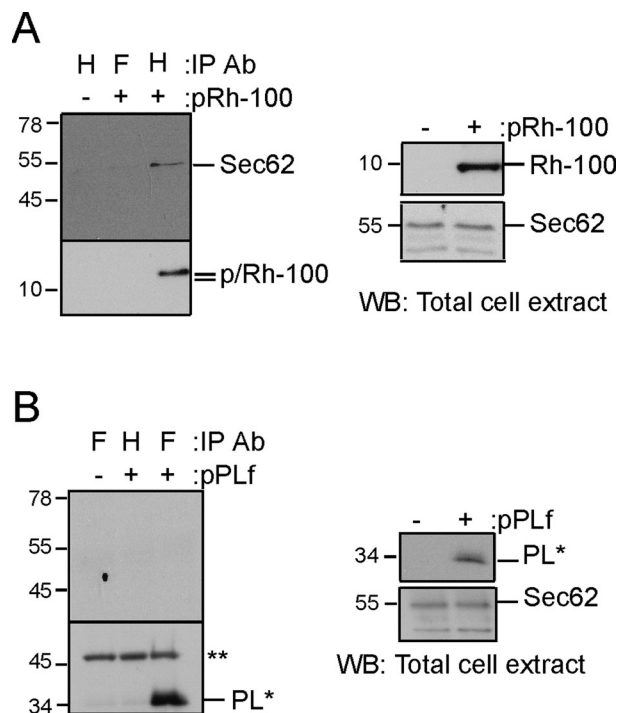 A
H F H :IP Ab
- + + :pRh-100
78
55 Sec62
45
10 p/Rh-100
- + :pRh-100
10 Rh-100
55 Sec62
WB: Total cell extract
B
F H F :IP Ab
- + + :pPLf
78
55
45
45 **
34 PL*
- + :pPLf
34 PL*
55 Sec62
WB: Total cell extract